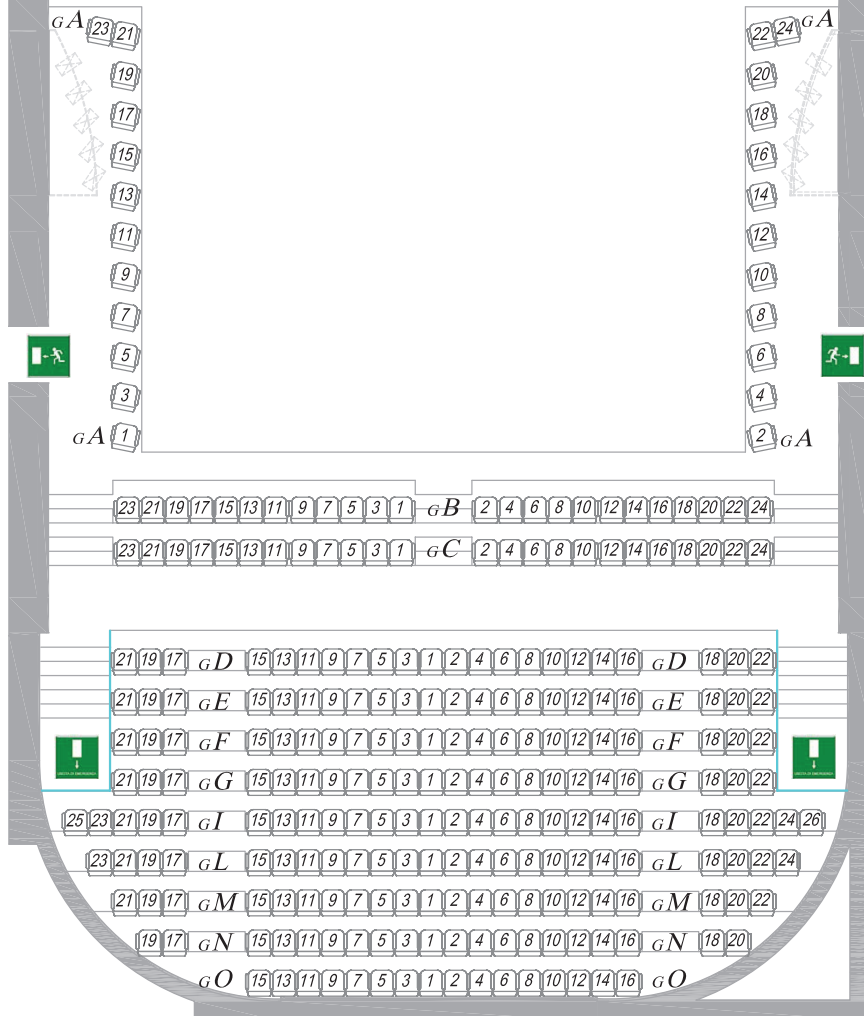 GA 23 21 22 24 GA
19 20
17 18
15 16
13 14
11 12
9 10
7 8
5 6
3 4
GA 1 2 GA
23 21 19 17 15 13 11 9 7 5 3 1 GB 2 4 6 8 10 12 14 16 18 20 22 24
23 21 19 17 15 13 11 9 7 5 3 1 GC 2 4 6 8 10 12 14 16 18 20 22 24
21 19 17 GD 15 13 11 9 7 5 3 1 2 4 6 8 10 12 14 16 GD 18 20 22
21 19 17 GE 15 13 11 9 7 5 3 1 2 4 6 8 10 12 14 16 GE 18 20 22
21 19 17 GF 15 13 11 9 7 5 3 1 2 4 6 8 10 12 14 16 GF 18 20 22
21 19 17 GG 15 13 11 9 7 5 3 1 2 4 6 8 10 12 14 16 GG 18 20 22
25 23 21 19 17 GI 15 13 11 9 7 5 3 1 2 4 6 8 10 12 14 16 GI 18 20 22 24 26
23 21 19 17 GL 15 13 11 9 7 5 3 1 2 4 6 8 10 12 14 16 GL 18 20 22 24
21 19 17 GM 15 13 11 9 7 5 3 1 2 4 6 8 10 12 14 16 GM 18 20 22
19 17 GN 15 13 11 9 7 5 3 1 2 4 6 8 10 12 14 16 GN 18 20
GO 15 13 11 9 7 5 3 1 2 4 6 8 10 12 14 16 GO